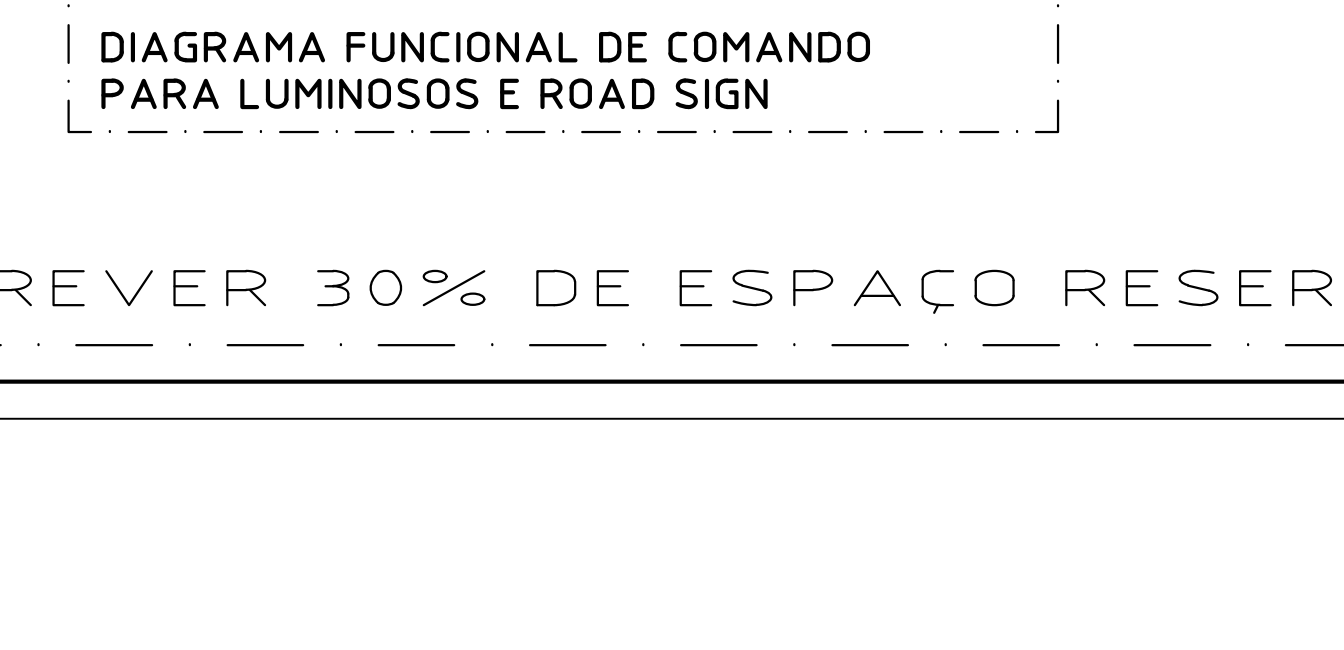 DIAGRAMA FUNCIONAL DE COMANDO
PARA LUMINOSOS E ROAD SIGN
REVER 30% DE ESPAÇO RESER